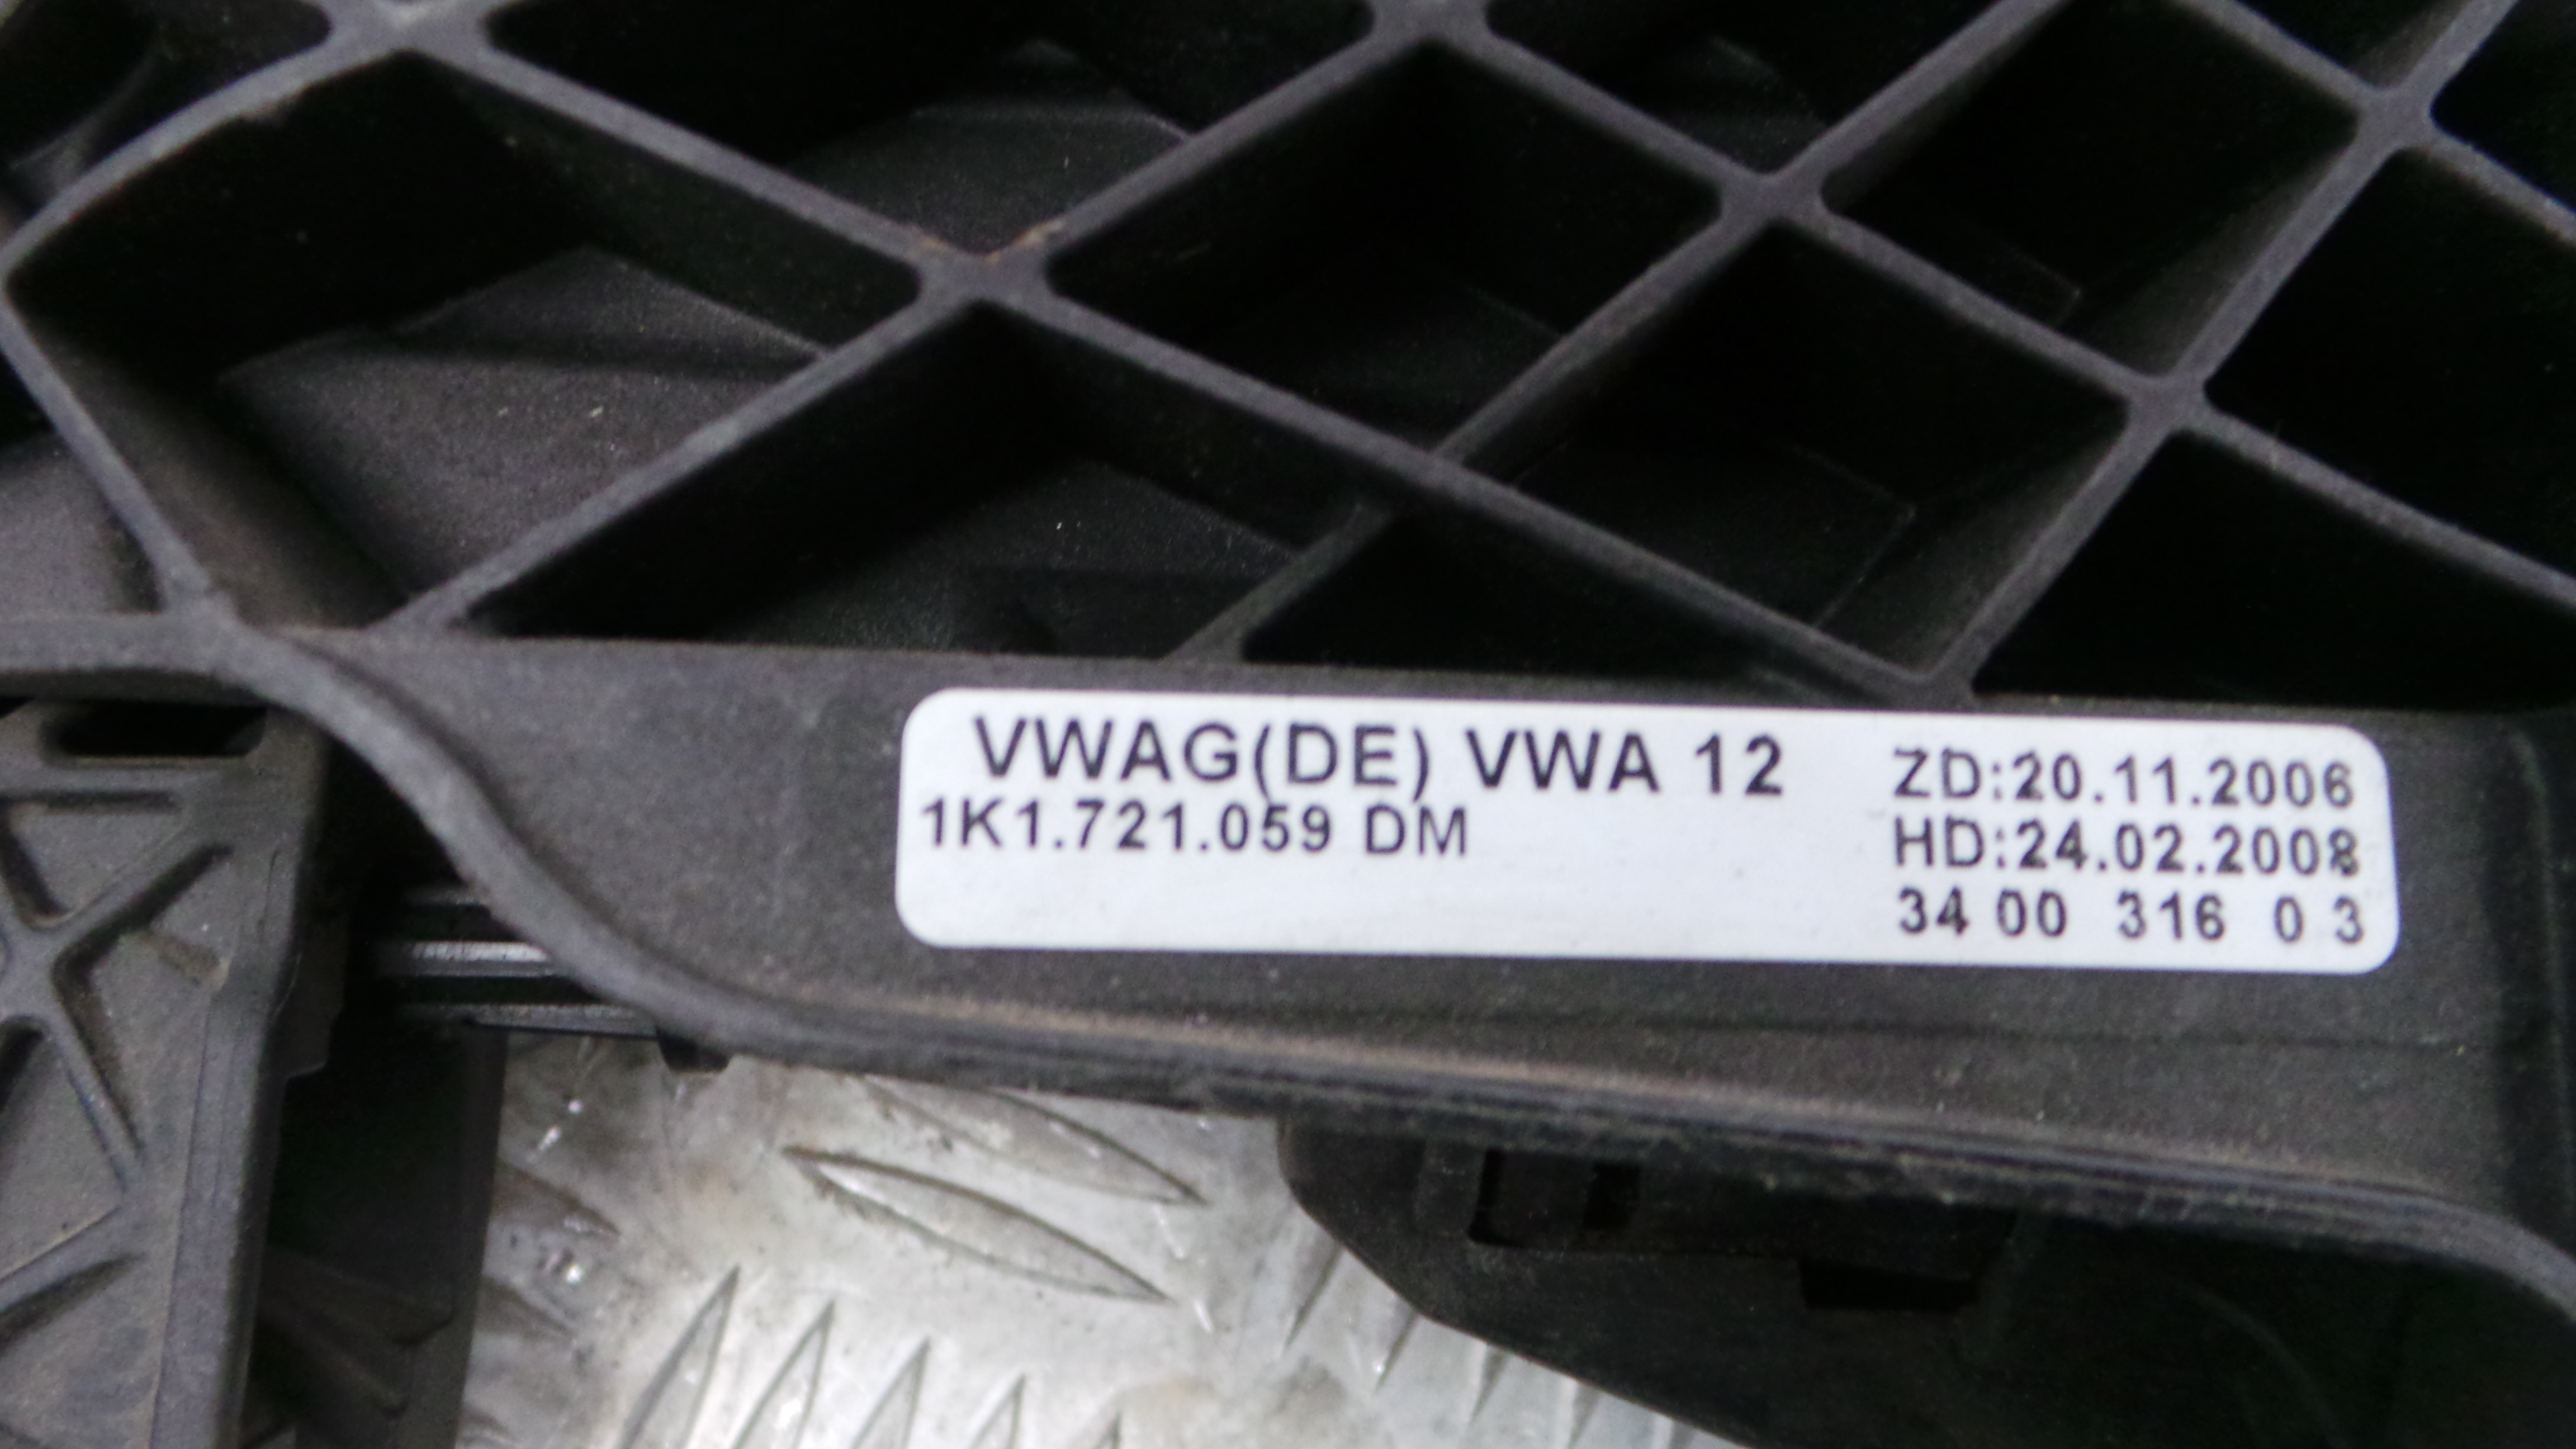 VWAG(DE) VWA 12
1K1.721.059 DM
ZD:20.11.2006
HD:24.02.2008
34 00 316 0 3